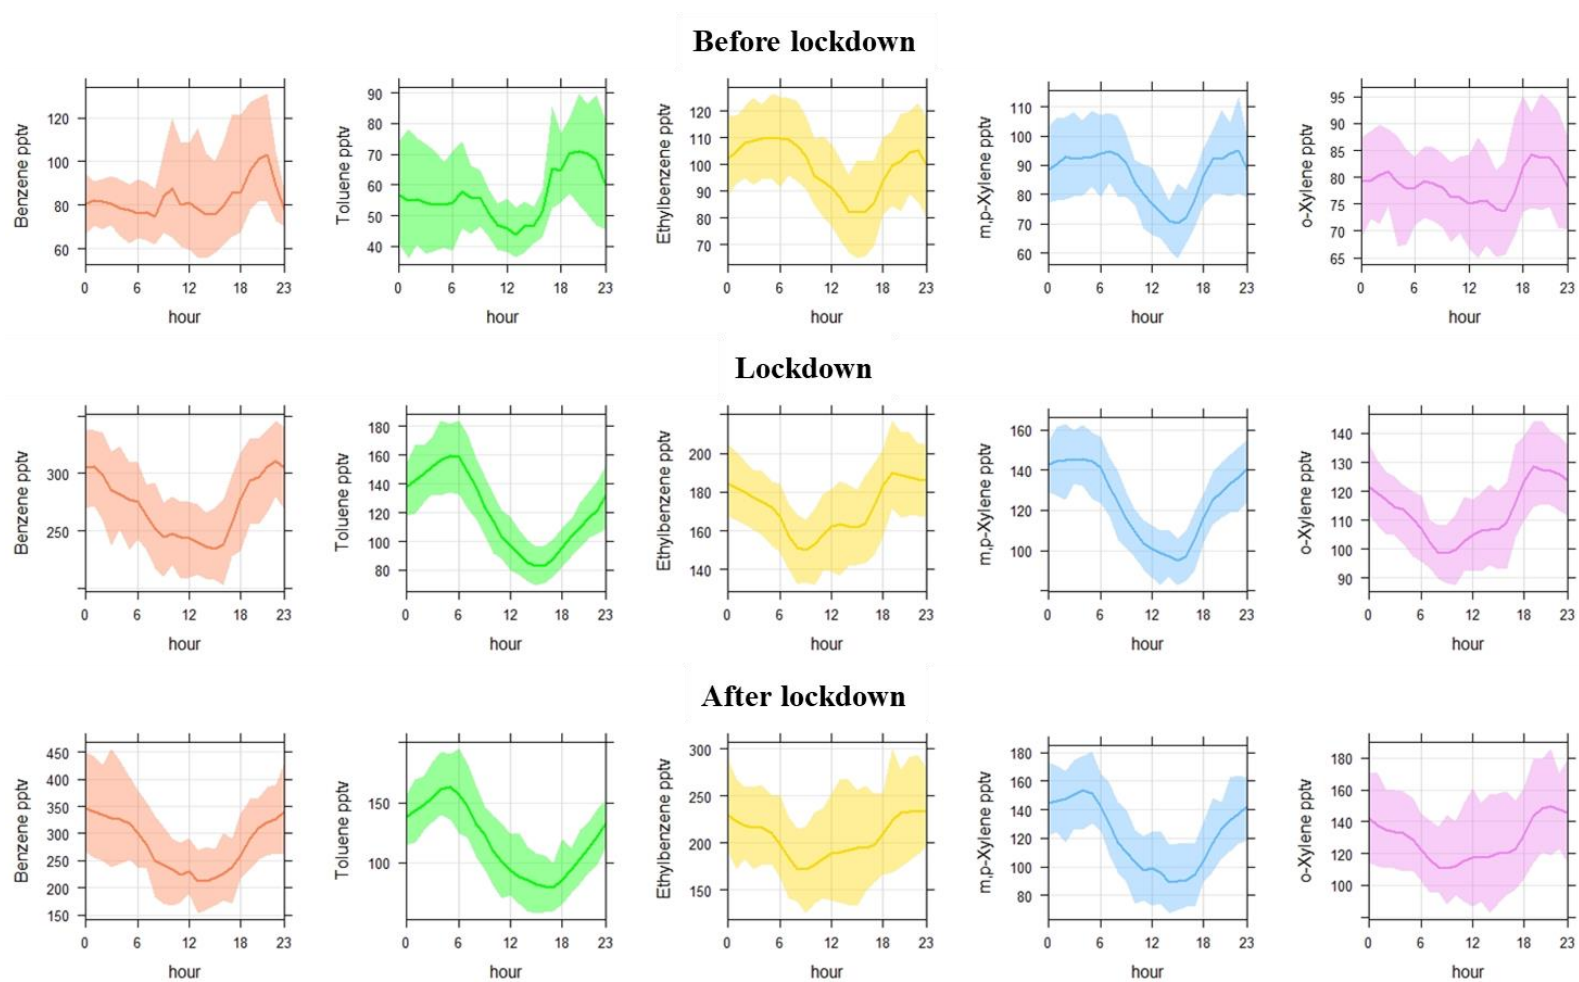 Before lockdown
Benzene pptv
120
100
80
60
0 6 12 18 23
hour
Toluene pptv
90
80
70
60
50
40
0 6 12 18 23
hour
Ethylbenzene pptv
120
110
100
90
80
70
0 6 12 18 23
hour
m,p-Xylene pptv
110
100
90
80
70
60
0 6 12 18 23
hour
o-Xylene pptv
95
90
85
80
75
70
65
0 6 12 18 23
hour
Lockdown
Benzene pptv
300
250
0 6 12 18 23
hour
Toluene pptv
180
160
140
120
100
80
0 6 12 18 23
hour
Ethylbenzene pptv
200
180
160
140
0 6 12 18 23
hour
m,p-Xylene pptv
160
140
120
100
0 6 12 18 23
hour
o-Xylene pptv
140
130
120
110
100
90
0 6 12 18 23
hour
After lockdown
Benzene pptv
450
400
350
300
250
200
150
0 6 12 18 23
hour
Toluene pptv
150
100
0 6 12 18 23
hour
Ethylbenzene pptv
300
250
200
150
0 6 12 18 23
hour
m,p-Xylene pptv
180
160
140
120
100
80
0 6 12 18 23
hour
o-Xylene pptv
180
160
140
120
100
0 6 12 18 23
hour